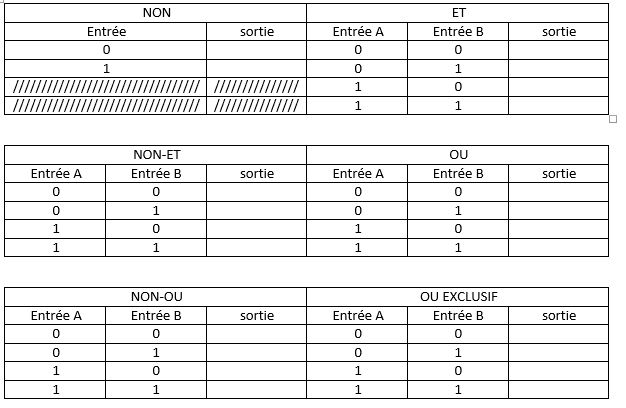 NON ET
Entrée sortie Entrée A Entrée B sortie
0 0 0
1 0 1
///////////////////////////////// /////////////// 1 0
///////////////////////////////// /////////////// 1 1
NON-ET OU
Entrée A Entrée B sortie Entrée A Entrée B sortie
0 0 0 0
0 1 0 1
1 0 1 0
1 1 1 1
NON-OU OU EXCLUSIF
Entrée A Entrée B sortie Entrée A Entrée B sortie
0 0 0 0
0 1 0 1
1 0 1 0
1 1 1 1